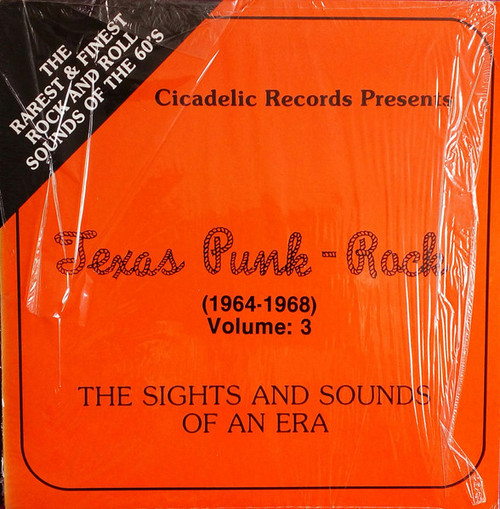 THE
RAREST & FINEST
ROCK AND ROLL
SOUNDS OF THE 60'S
Cicadelic Records Presents
Texas Punk-Rock
(1964-1968)
Volume: 3
THE SIGHTS AND SOUNDS
OF AN ERA